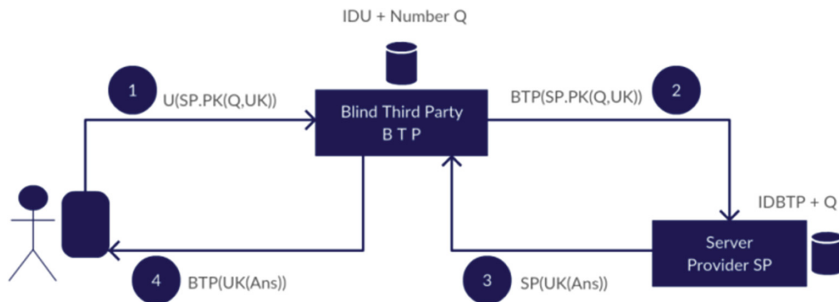 IDU + Number Q
1
U(SP.PK(Q,UK))
Blind Third Party
B T P
BTP(SP.PK(Q,UK))
2
IDBTP + Q
Server
Provider SP
4
BTP(UK(Ans))
3
SP(UK(Ans))